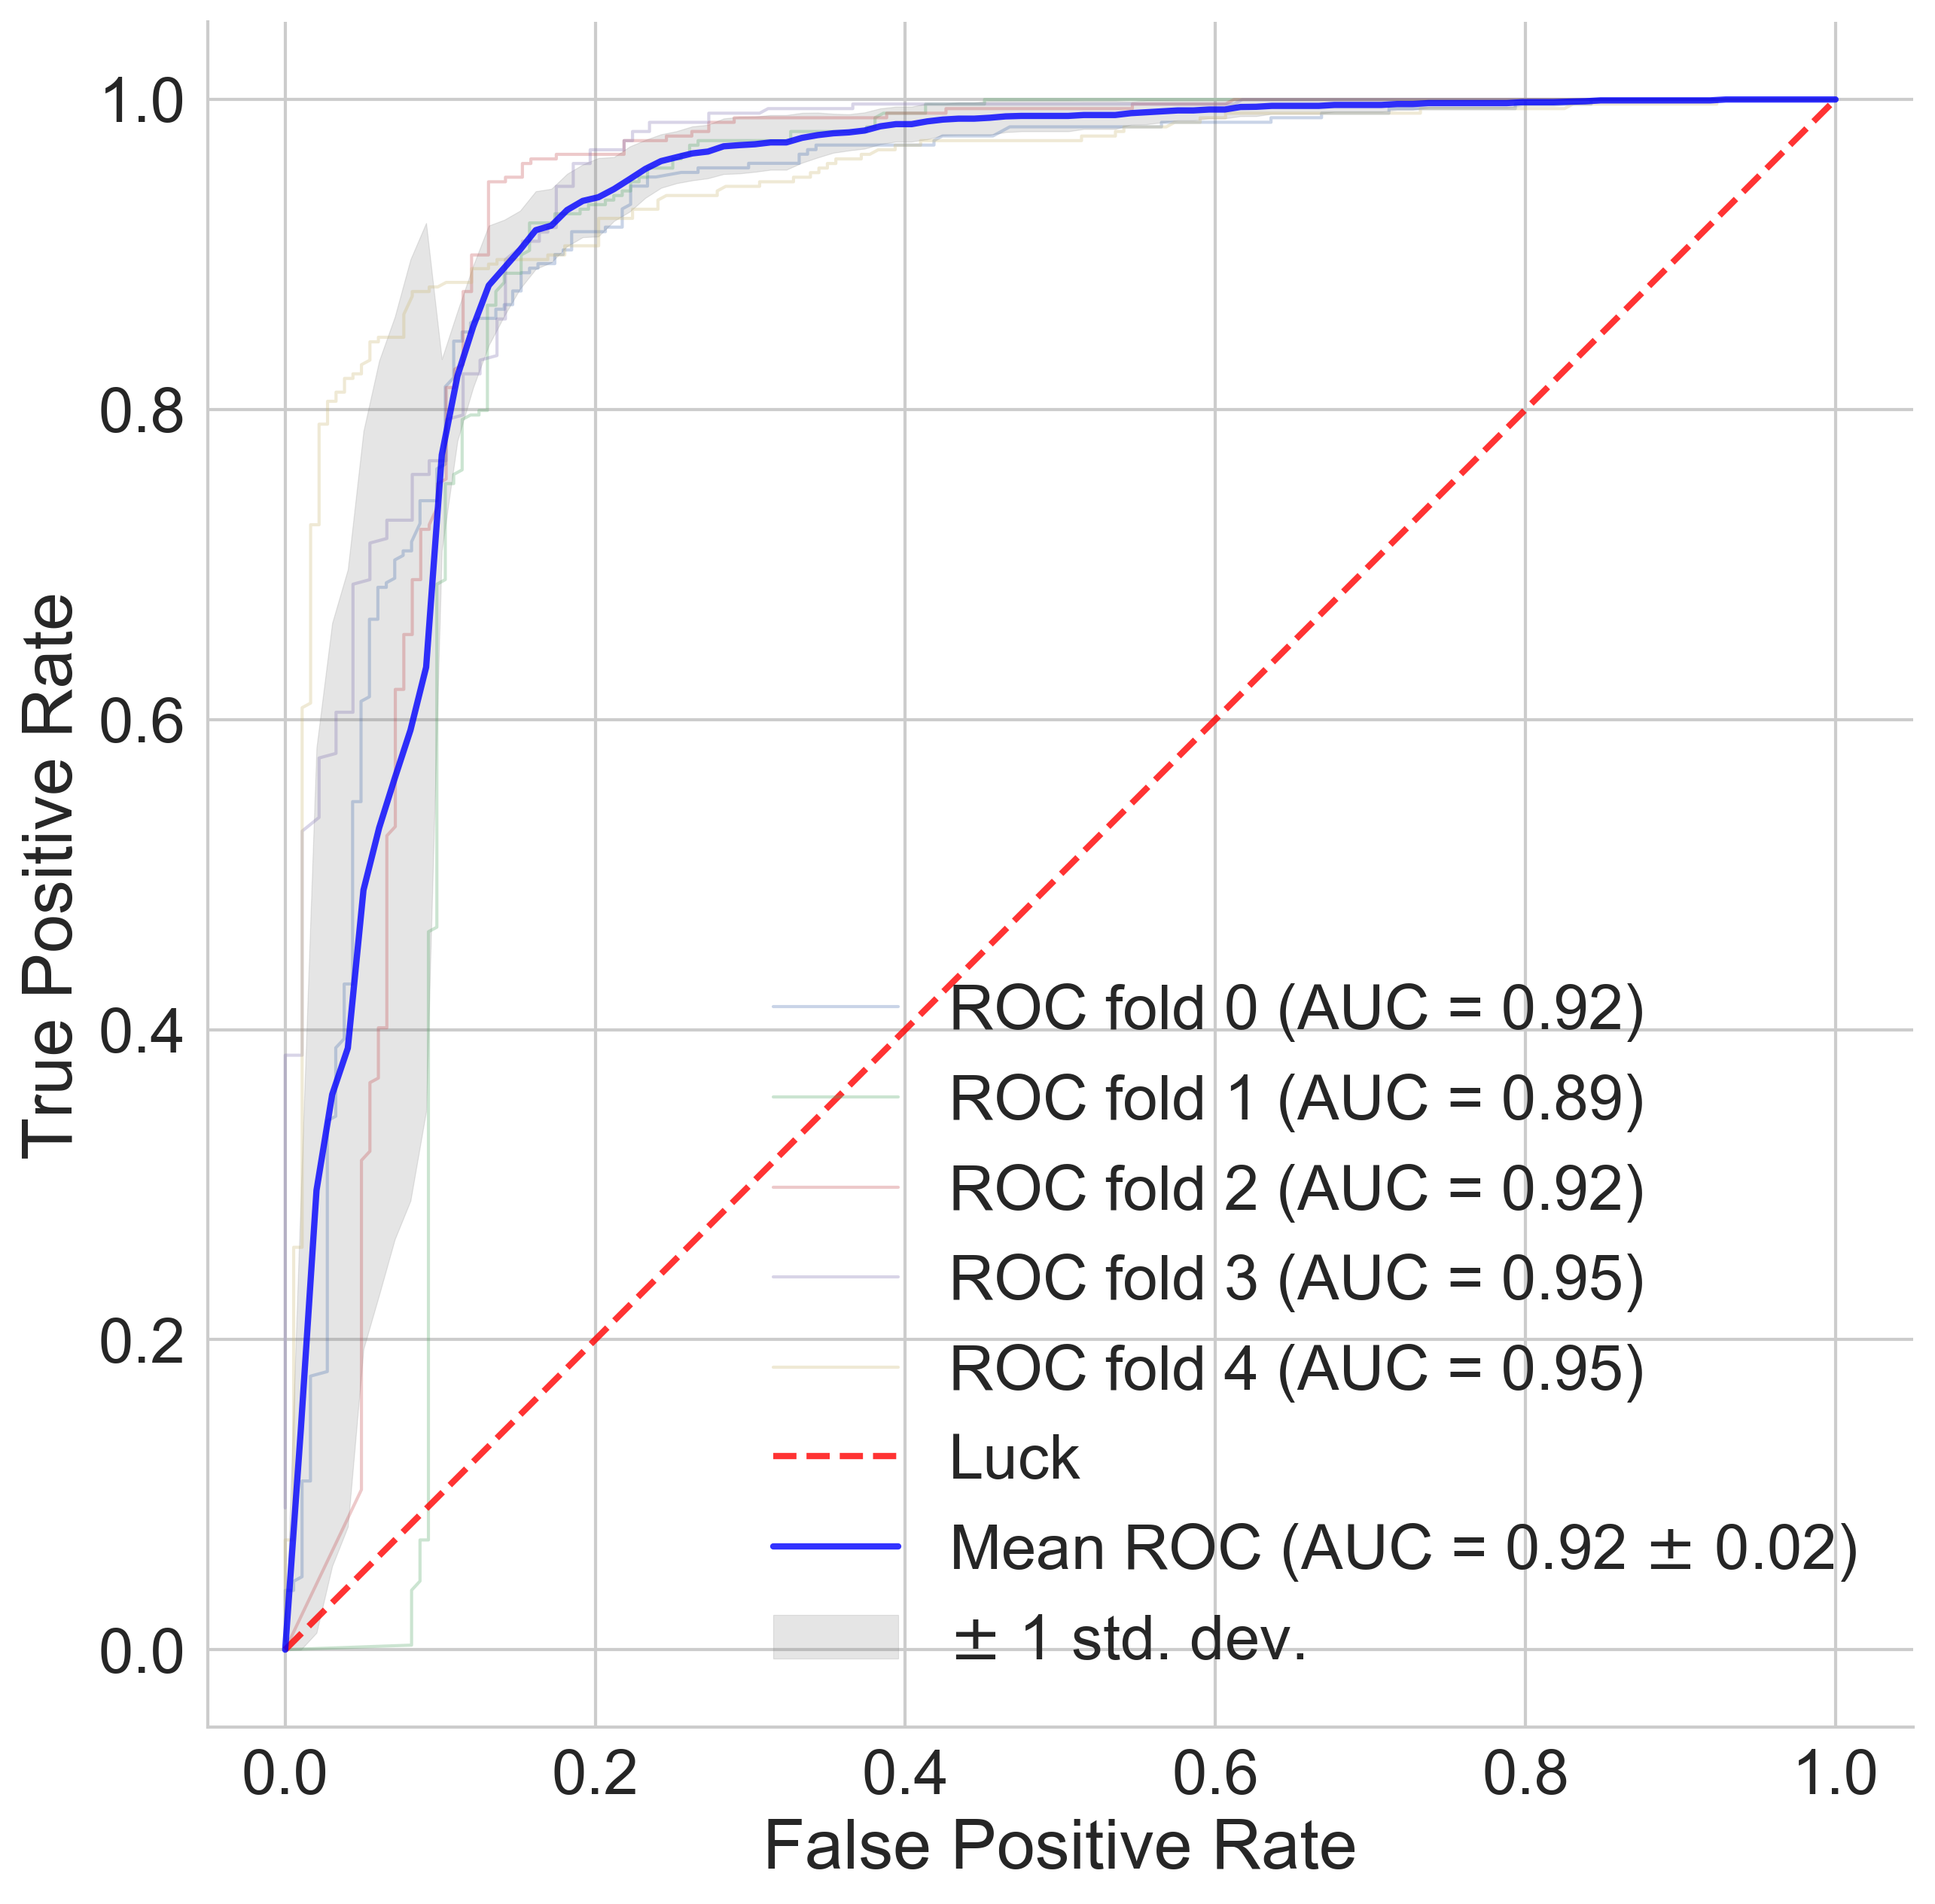 1.0
0.8
0.6
0.4
0.2
0.0
True Positive Rate
ROC fold 0 (AUC = 0.92)
ROC fold 1 (AUC = 0.89)
ROC fold 2 (AUC = 0.92)
ROC fold 3 (AUC = 0.95)
ROC fold 4 (AUC = 0.95)
Luck
Mean ROC (AUC = 0.92 ± 0.02)
± 1 std. dev.
0.0 0.2 0.4 0.6 0.8 1.0
False Positive Rate